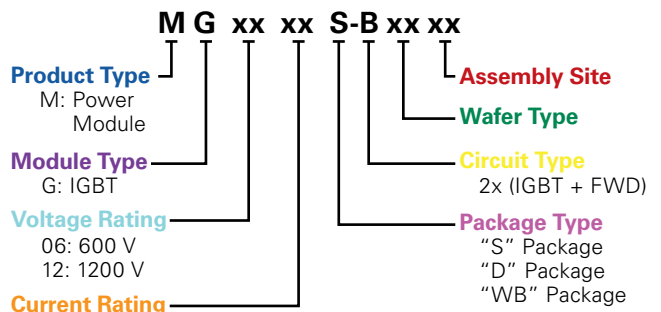 M G xx xx S-B xx xx
Product Type
M: Power
Module
Module Type
G: IGBT
Voltage Rating
06: 600 V
12: 1200 V
Current Rating
Assembly Site
Wafer Type
Circuit Type
2x (IGBT + FWD)
Package Type
“S” Package
“D” Package
“WB” Package